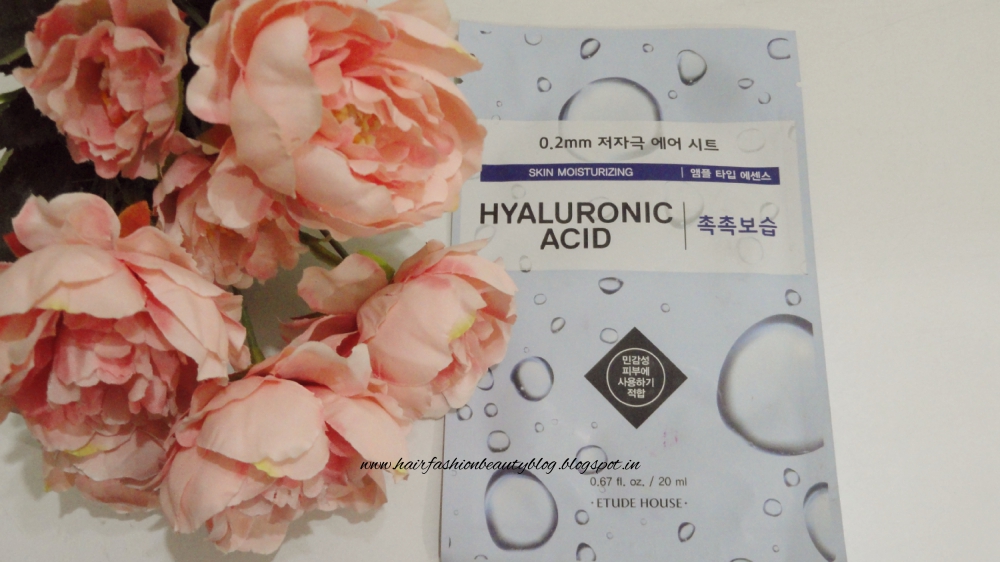 0.2mm 저자극 에어 시트
SKIN MOISTURIZING | 앰플 타입 에센스
HYALURONIC
ACID
촉촉보습
민감성
피부에
사용하기
적합
www.hairfashionbeautyblog.blogspot.in
0.67 fl. oz. / 20 ml
·ETUDE HOUSE·